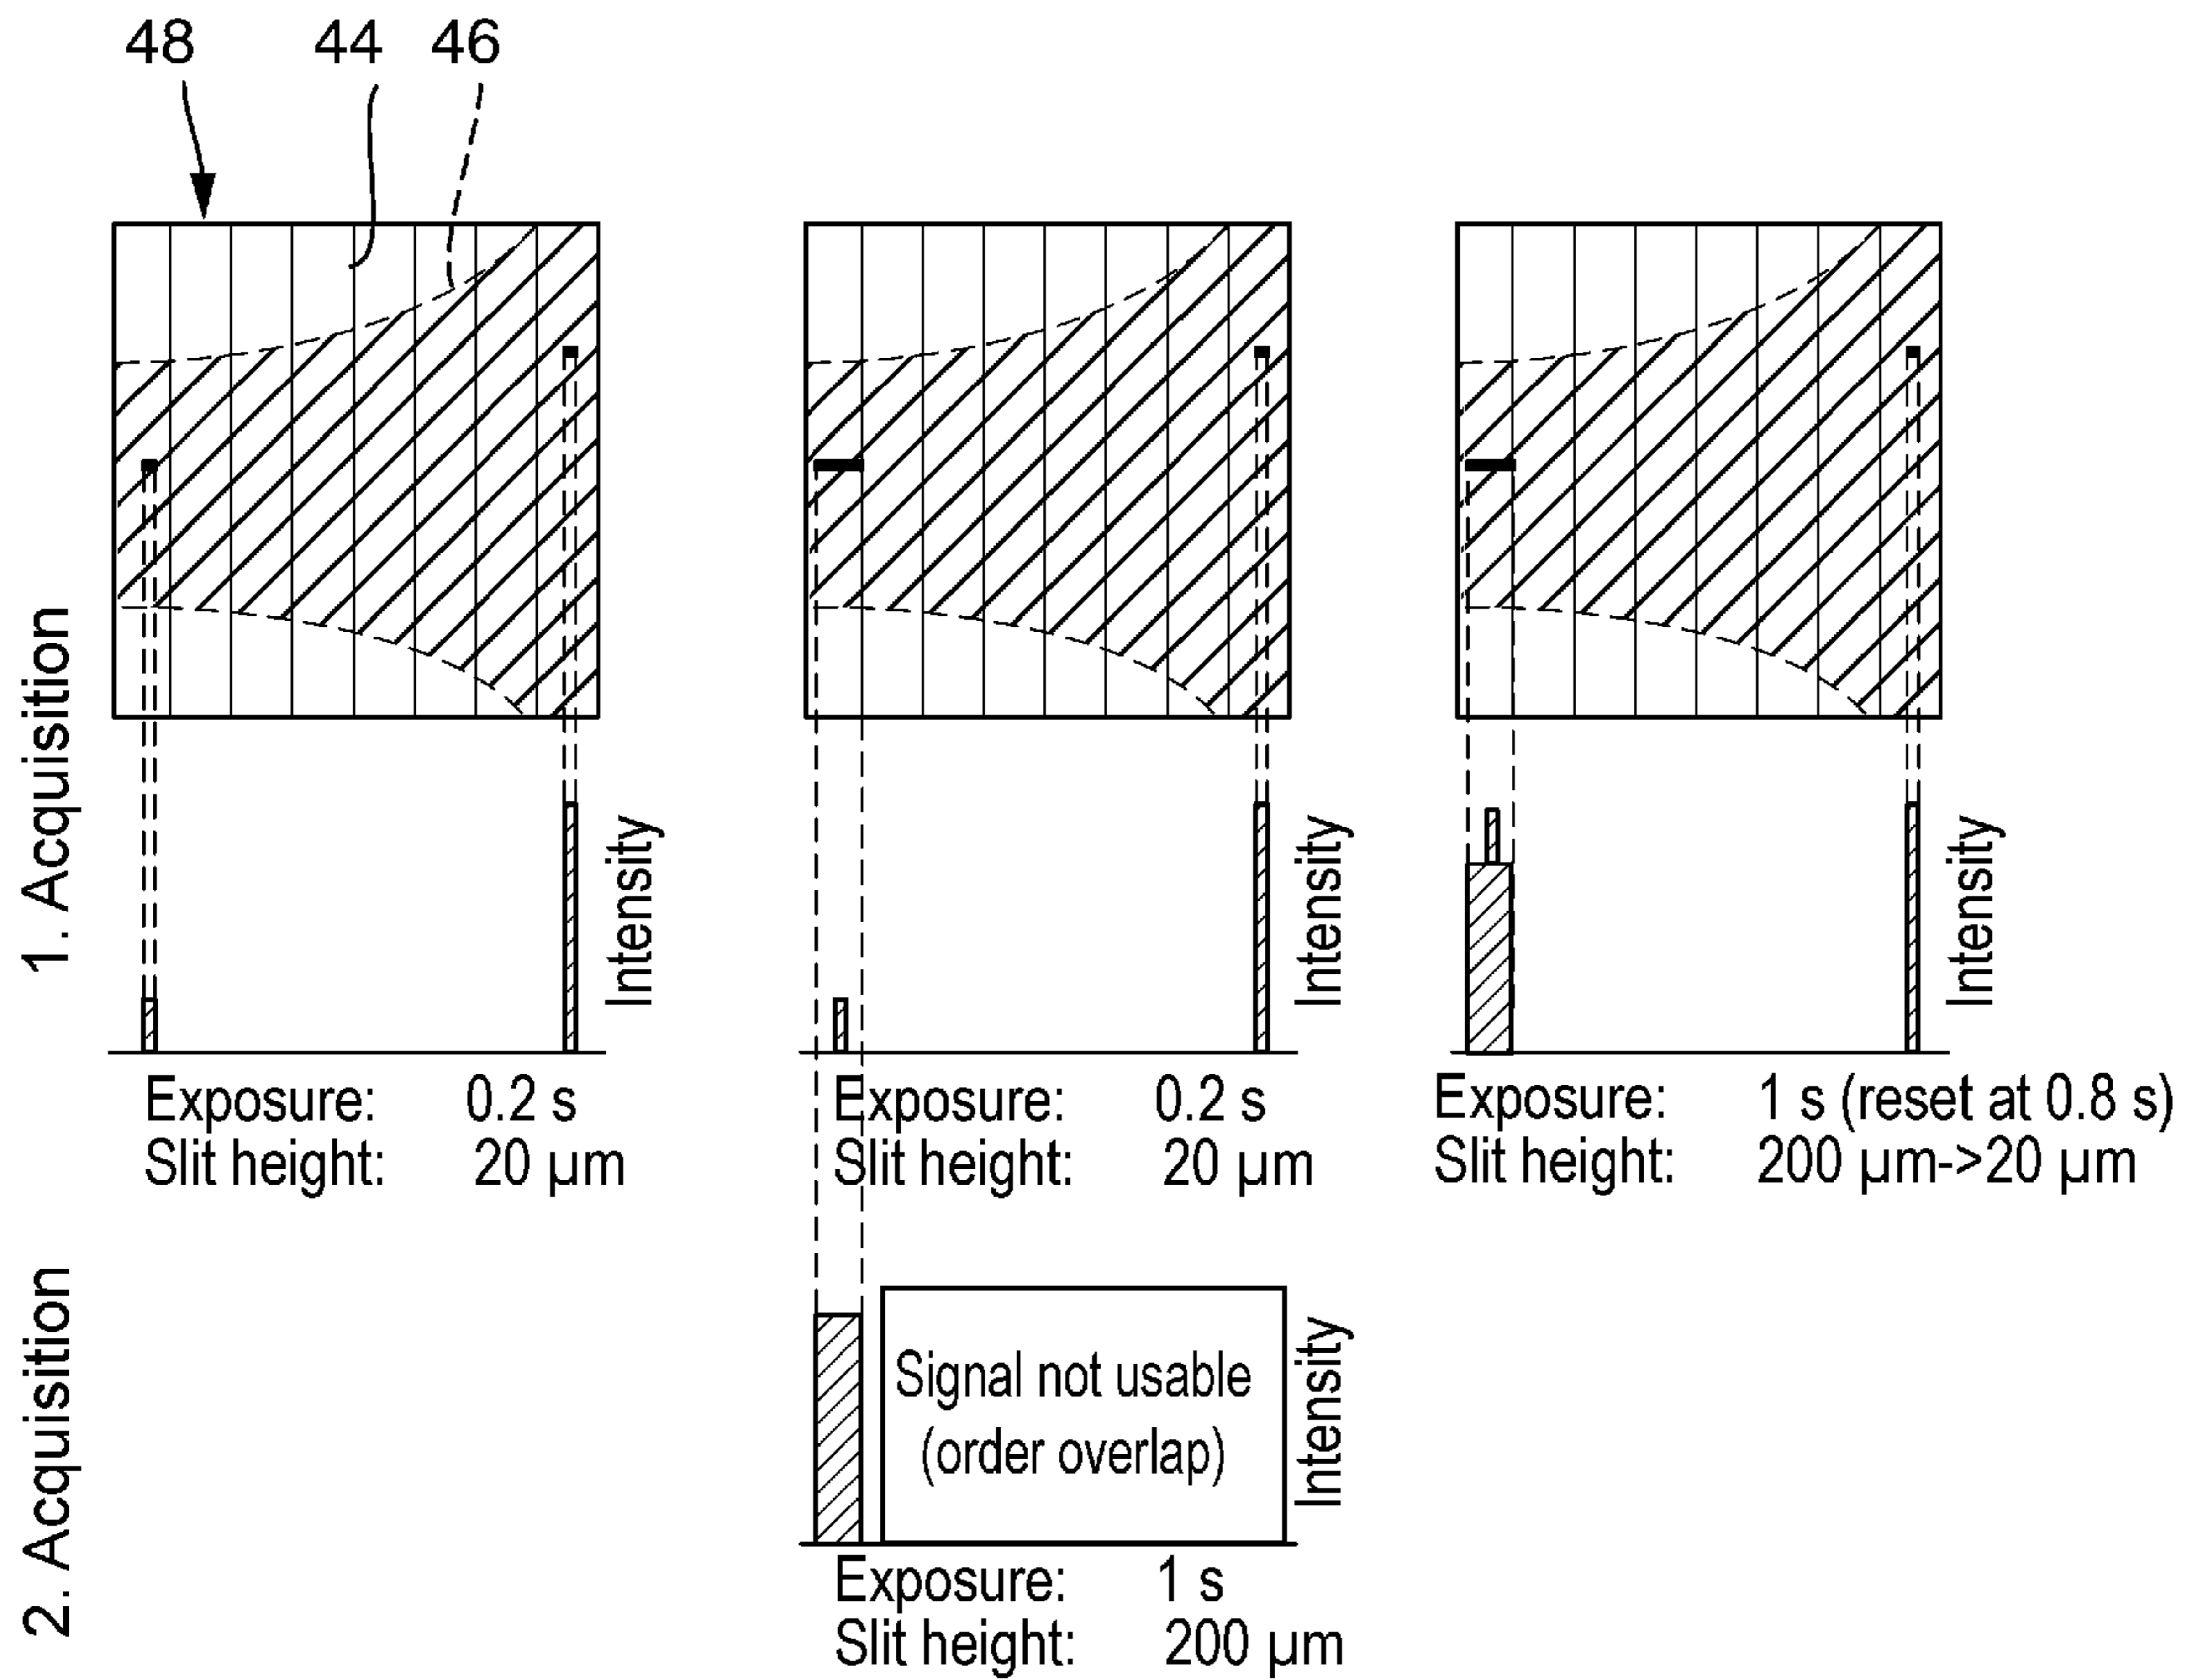 48 44 46
1. Acquisition
Intensity
Intensity
Intensity
Exposure: 0.2 s
Slit height: 20 µm
Exposure: 0.2 s
Slit height: 20 µm
Exposure: 1 s (reset at 0.8 s)
Slit height: 200 µm->20 µm
2. Acquisition
Signal not usable
(order overlap)
Intensity
Exposure: 1 s
Slit height: 200 µm